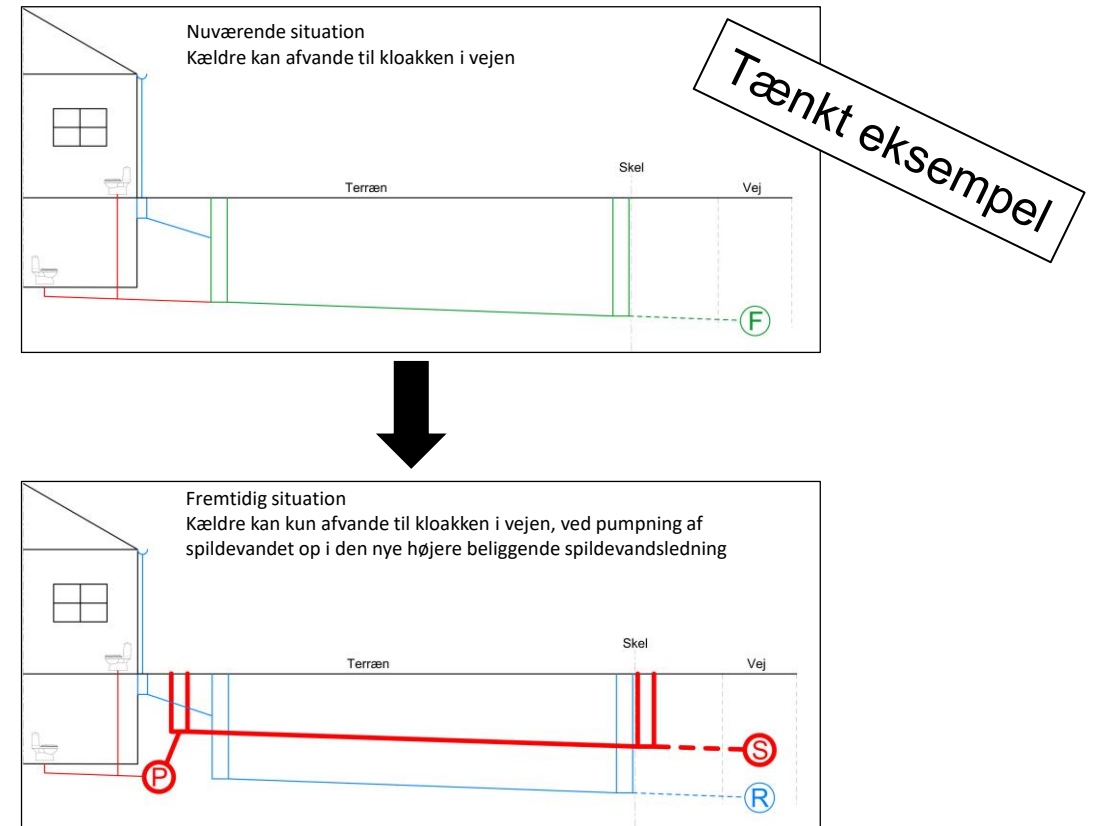 Nuværende situation
Kældre kan afvande til kloakken i vejen
Tænkt eksempel
Skel
Terræn
Vej
F
Fremtidig situation
Kældre kan kun afvande til kloakken i vejen, ved pumpning af
spildevandet op i den nye højere beliggende spildevandsledning
Skel
Terræn
Vej
S
P
R